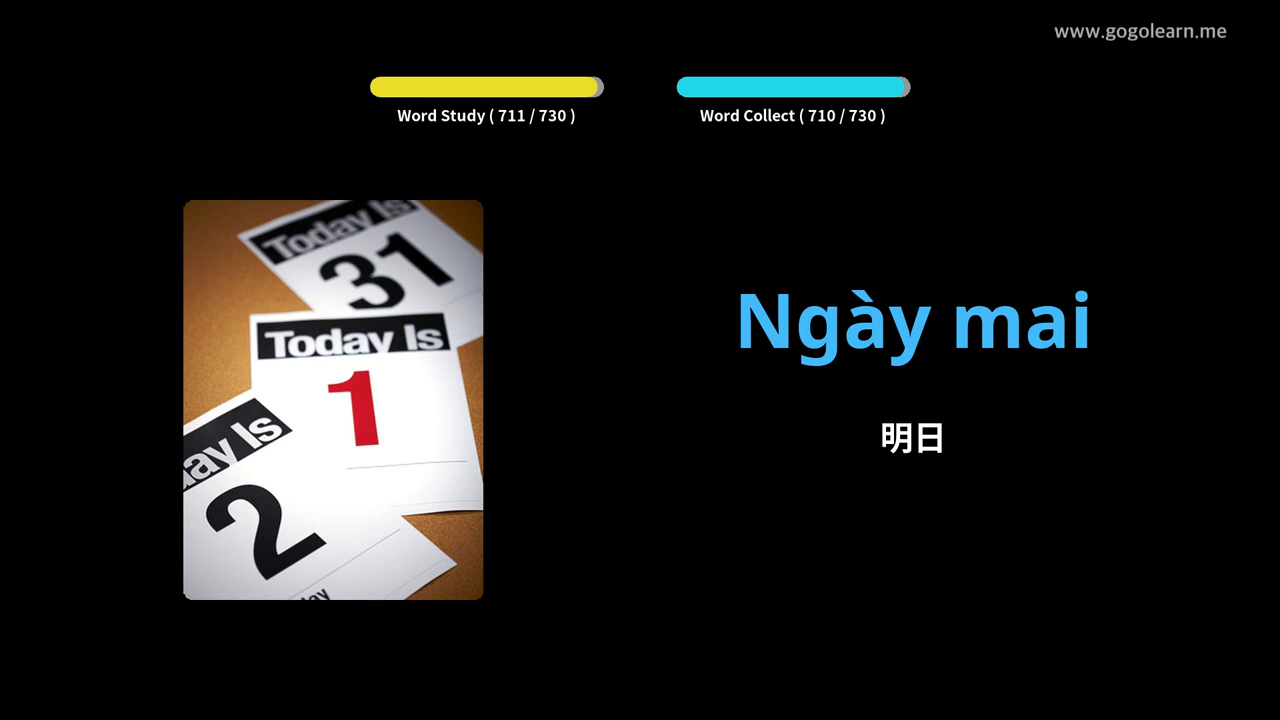 www.gogolearn.me
Word Study ( 711 / 730 )
Word Collect ( 710 / 730 )
Today Is
31
Today Is
1
ay Is
2
Ngày mai
明日